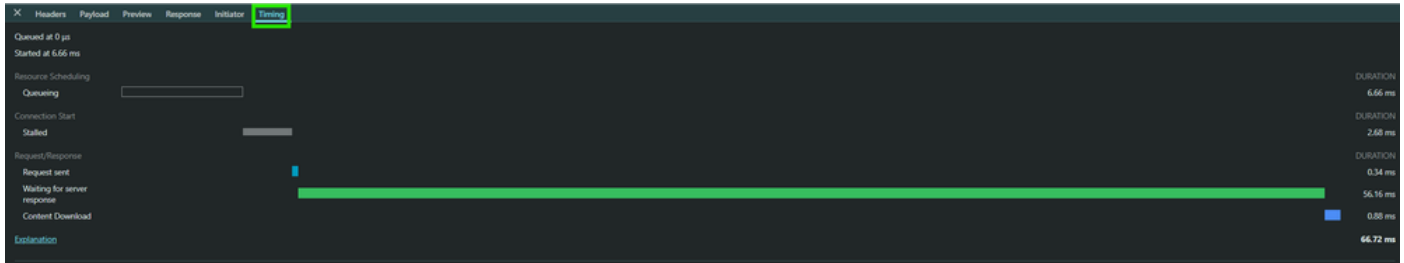 × Headers Payload Preview Response Initiator Timing
Queued at 0 µs
Started at 6.66 ms
Resource Scheduling DURATION
Queueing 6.66 ms
Connection Start DURATION
Stalled 2.68 ms
Request/Response DURATION
Request sent 0.34 ms
Waiting for server
response 56.16 ms
Content Download 0.88 ms
Explanation 66.72 ms